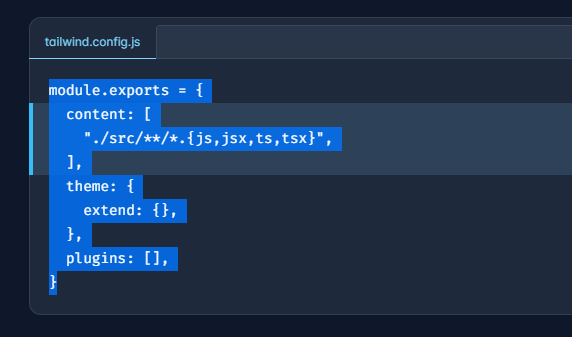 tailwind.config.js
module.exports = {
  content: [
    "./src/**/*.{js,jsx,ts,tsx}",
  ],
  theme: {
    extend: {},
  },
  plugins: [],
}